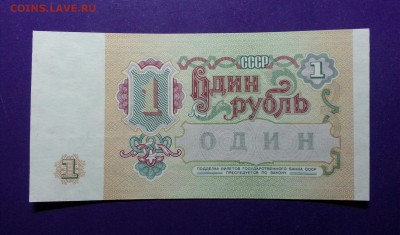 COINS.LAVE.RU
СССР
1
Один
1
рубль
ОДИН
1
ПОДДЕЛКА БИЛЕТОВ ГОСУДАРСТВЕННОГО БАНКА СССР
ПРЕСЛЕДУЕТСЯ ПО ЗАКОНУ